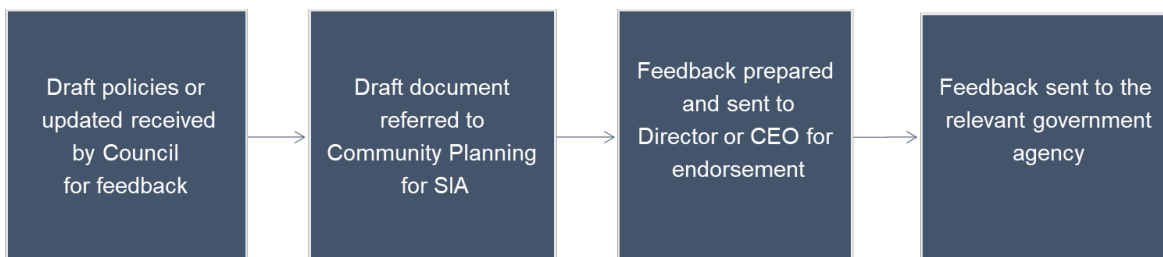 Draft policies or
updated received
by Council
for feedback
Draft document
referred to
Community Planning
for SIA
Feedback prepared
and sent to
Director or CEO for
endorsement
Feedback sent to the
relevant government
agency